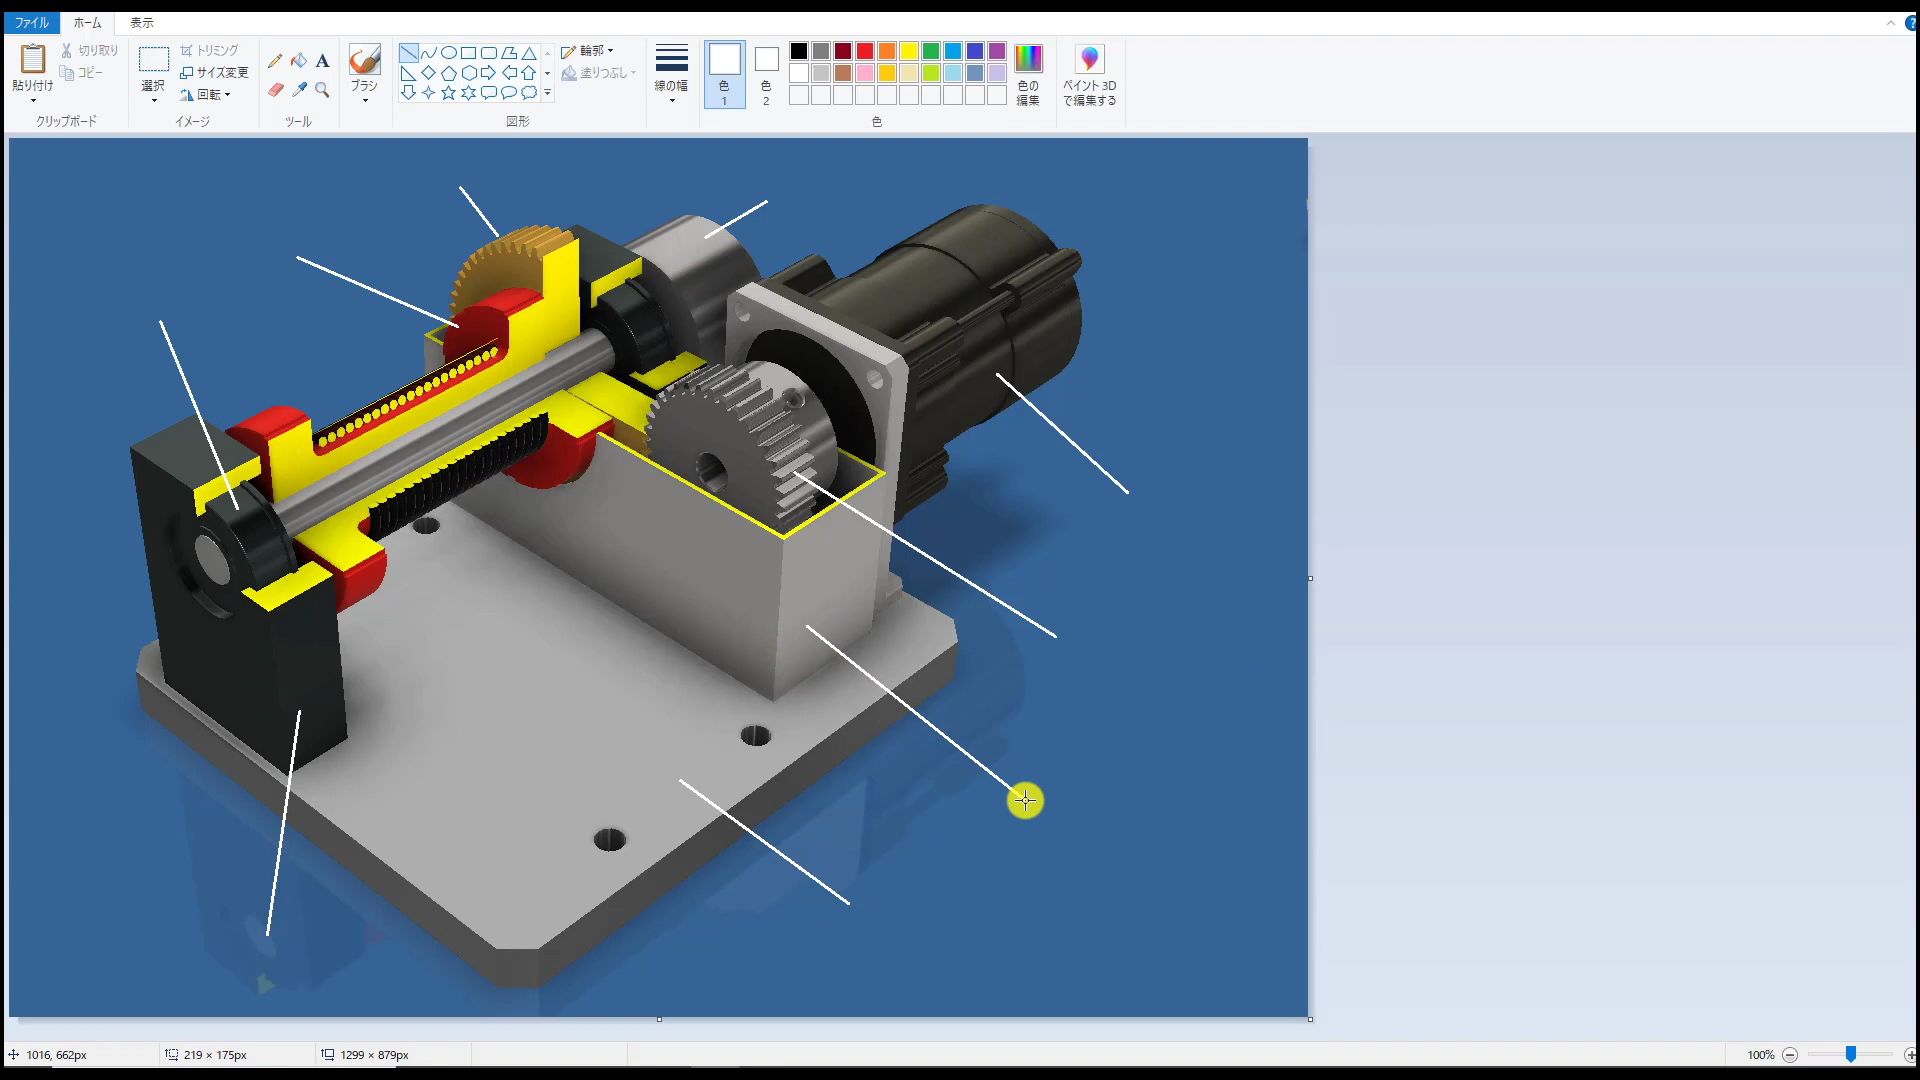 ファイル ホーム 表示
貼り付け
切り取り
コピー
クリップボード
選択
トリミング
サイズ変更
回転
イメージ
A
ツール
ブラシ
輪郭
塗りつぶし
図形
線の幅
色
1
色
2
色の
編集
色
ペイント 3D
で編集する
1016, 662px 219 × 175px 1299 × 879px 100%